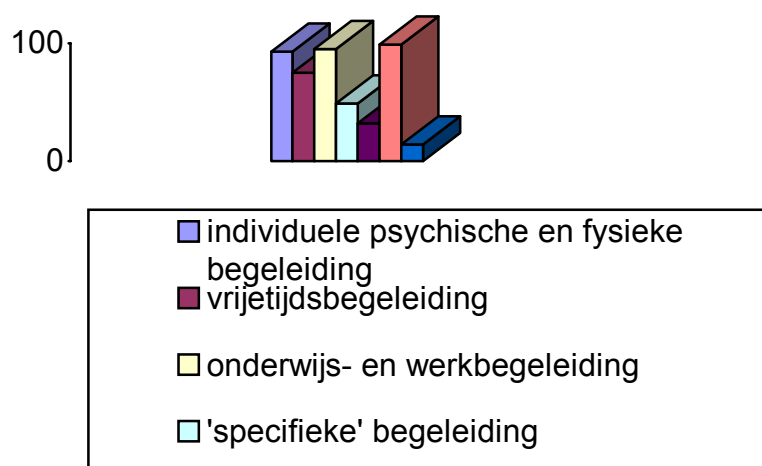 100
0
individuele psychische en fysieke
begeleiding
vrijetijdsbegeleiding
onderwijs- en werkbegeleiding
'specifieke' begeleiding